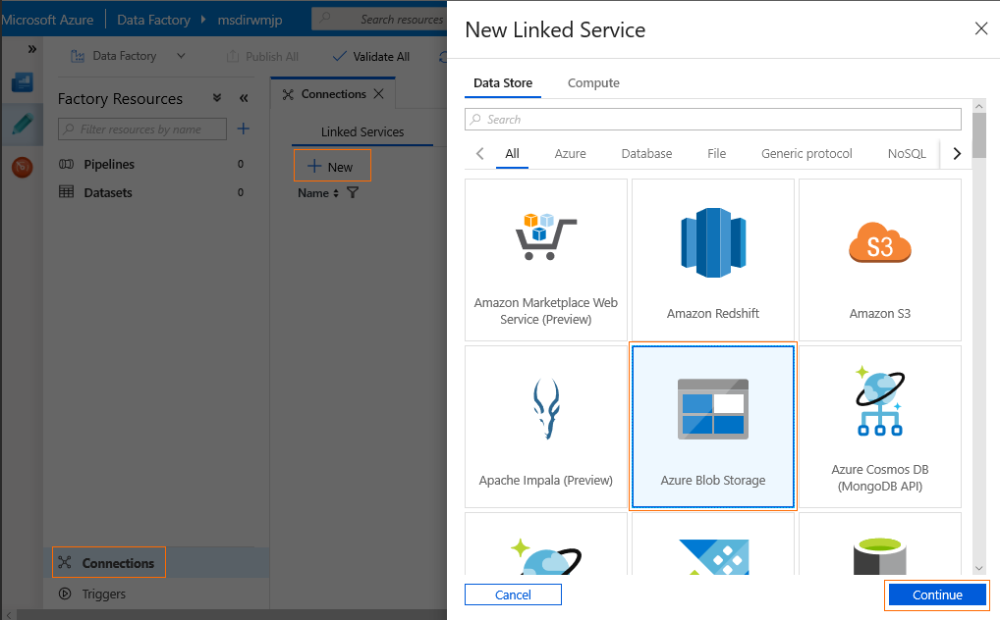 Microsoft Azure
Data Factory
msdirwmjp
Search resources
Data Factory
Publish All
Validate All
Factory Resources
Filter resources by name
Pipelines 0
Datasets 0
Connections
Triggers
Connections
Linked Services
New
Name
New Linked Service
Data Store
Compute
Search
All
Azure
Database
File
Generic protocol
NoSQL
Amazon Marketplace Web
Service (Preview)
Amazon Redshift
S3
Amazon S3
Apache Impala (Preview)
Azure Blob Storage
Azure Cosmos DB
(MongoDB API)
Cancel
Continue